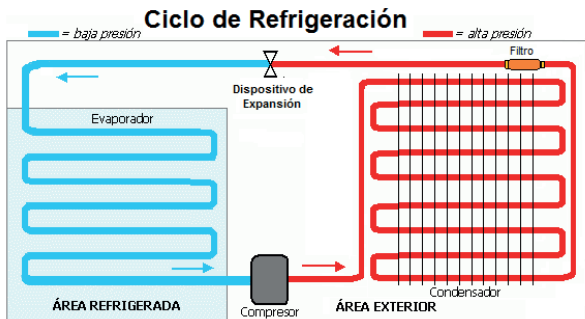 Ciclo de Refrigeración
= baja presión
= alta presión
Filtro
Dispositivo de
Expansión
Evaporador
ÁREA REFRIGERADA
Compresor
ÁREA EXTERIOR
Condensador